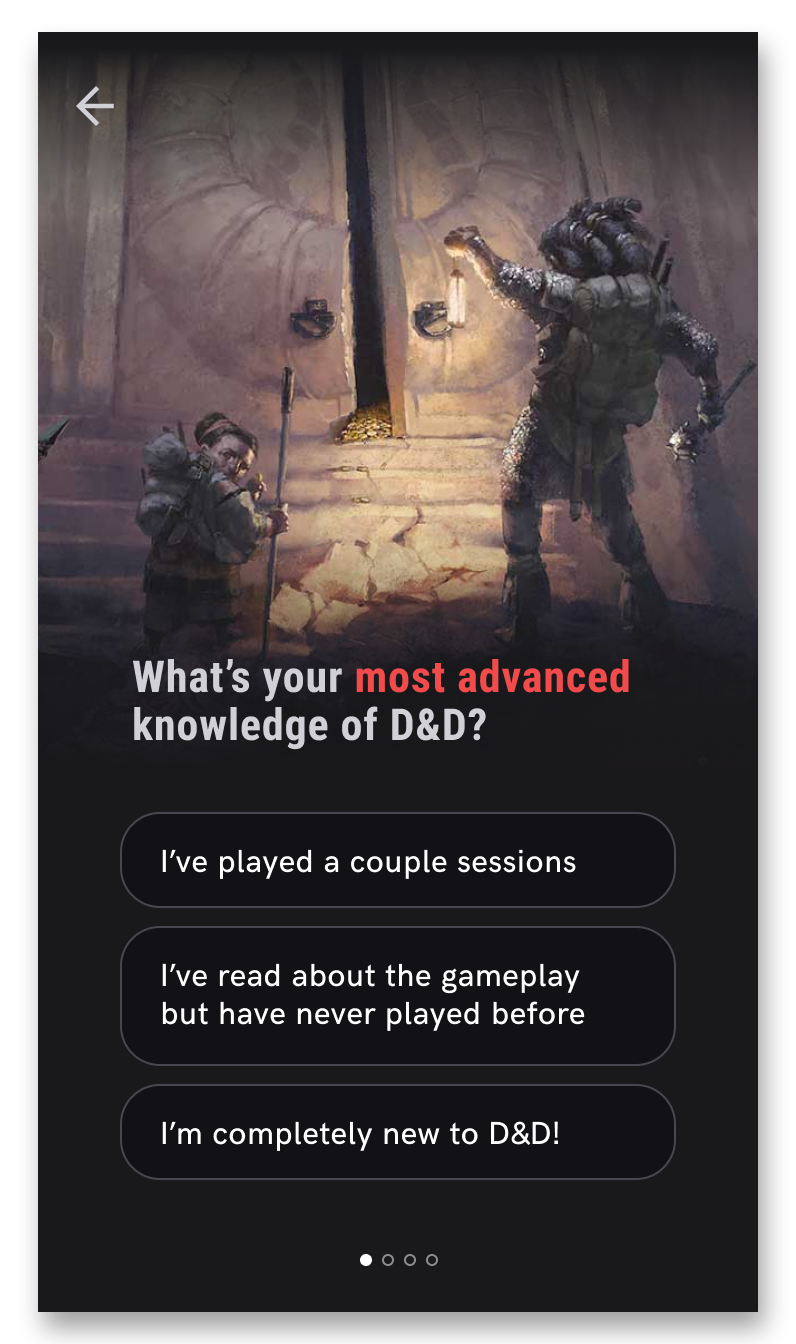 What’s your most advanced
knowledge of D&D?
I’ve played a couple sessions
I’ve read about the gameplay
but have never played before
I’m completely new to D&D!